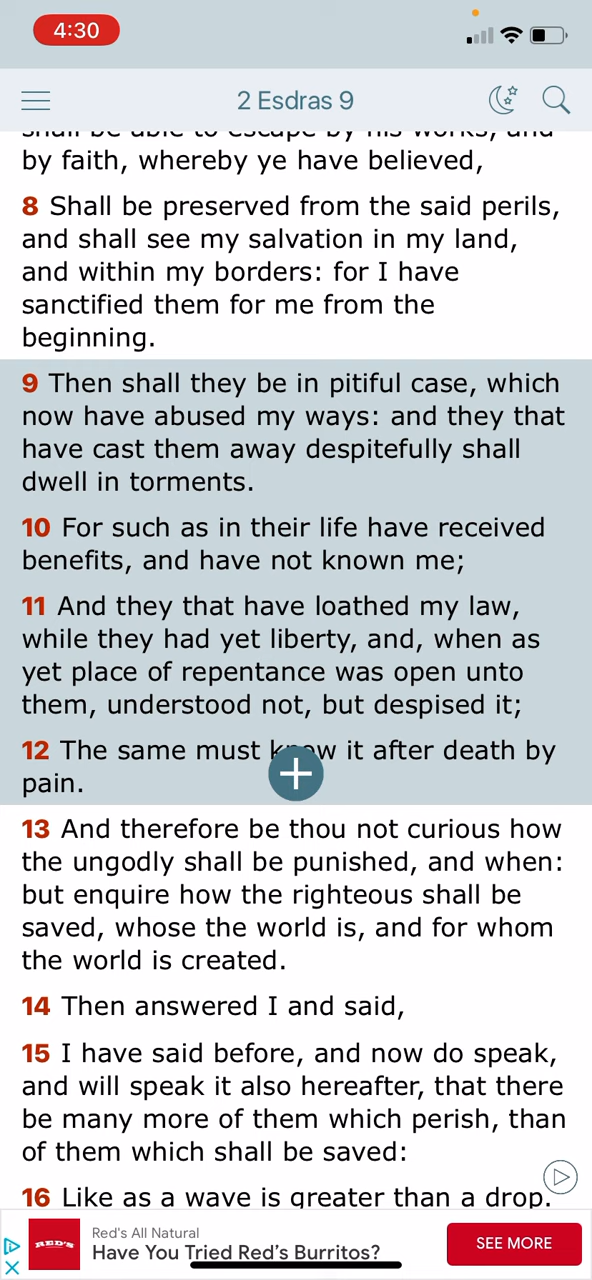 4:30
2 Esdras 9
shall be able to escape by his works, and
by faith, whereby ye have believed,
8 Shall be preserved from the said perils,
and shall see my salvation in my land,
and within my borders: for I have
sanctified them for me from the
beginning.
9 Then shall they be in pitiful case, which
now have abused my ways: and they that
have cast them away despitefully shall
dwell in torments.
10 For such as in their life have received
benefits, and have not known me;
11 And they that have loathed my law,
while they had yet liberty, and, when as
yet place of repentance was open unto
them, understood not, but despised it;
12 The same must know it after death by
pain.
13 And therefore be thou not curious how
the ungodly shall be punished, and when:
but enquire how the righteous shall be
saved, whose the world is, and for whom
the world is created.
14 Then answered I and said,
15 I have said before, and now do speak,
and will speak it also hereafter, that there
be many more of them which perish, than
of them which shall be saved:
16 Like as a wave is greater than a drop.
RED'S
Red's All Natural
Have You Tried Red's Burritos?
SEE MORE